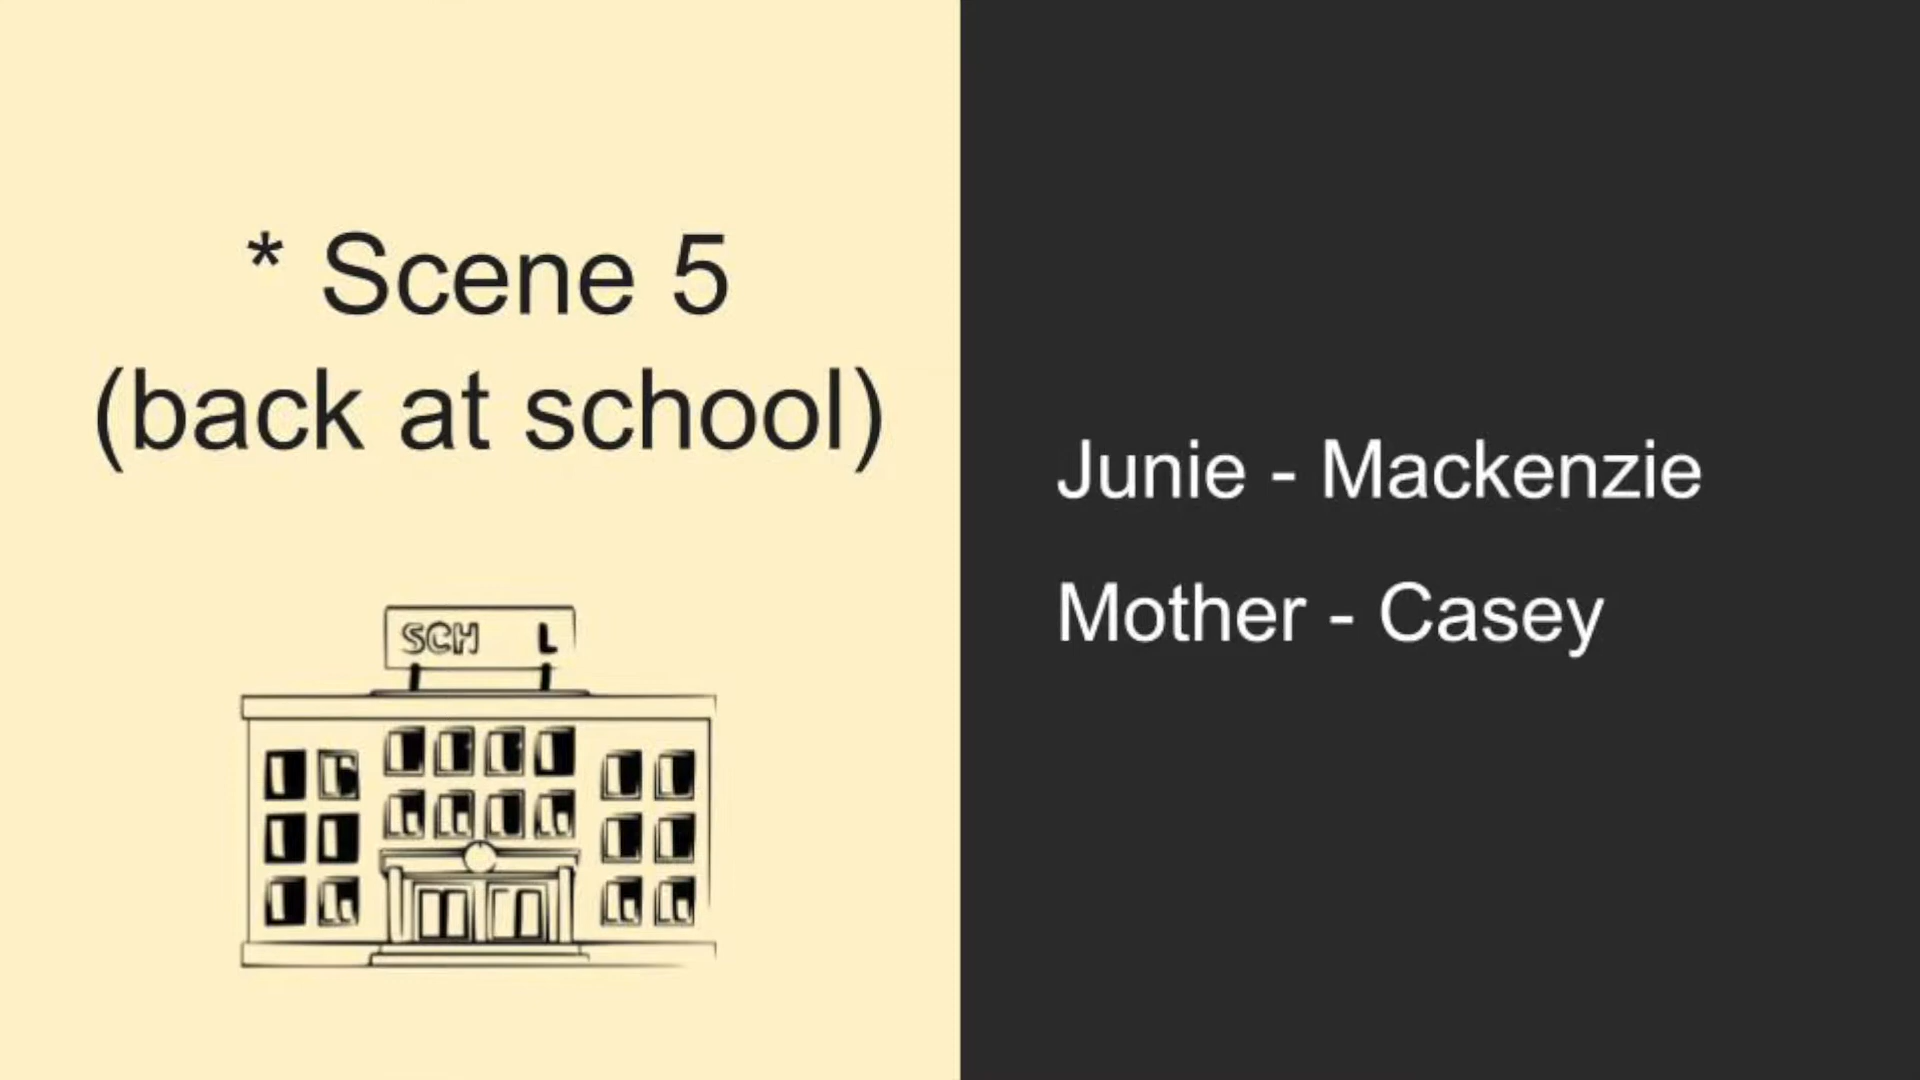 * Scene 5
(back at school)
SCH L
Junie - Mackenzie
Mother - Casey